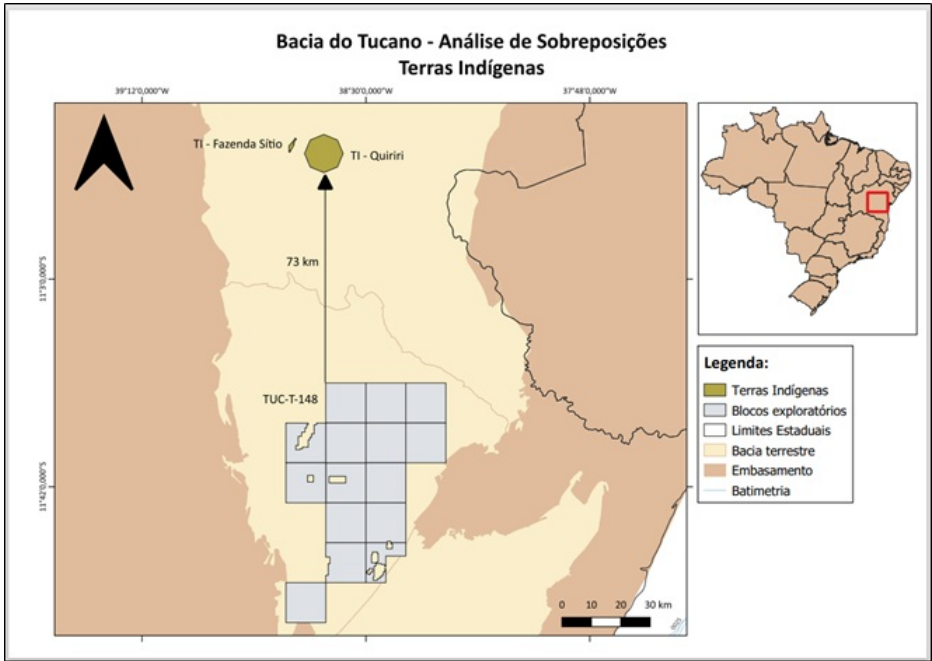 Bacia do Tucano - Análise de Sobreposições
Terras Indígenas
39°12'0,000"W
38°30'0,000"W
37°48'0,000"W
TI - Fazenda Sítio
TI - Quiriri
73 km
11°3'0,000"S
TUC-T-148
11°42'0,000"S
0 10 20 30 km
Legenda:
Terras Indígenas
Blocos exploratórios
Limites Estaduais
Bacia terrestre
Embasamento
Batimetria